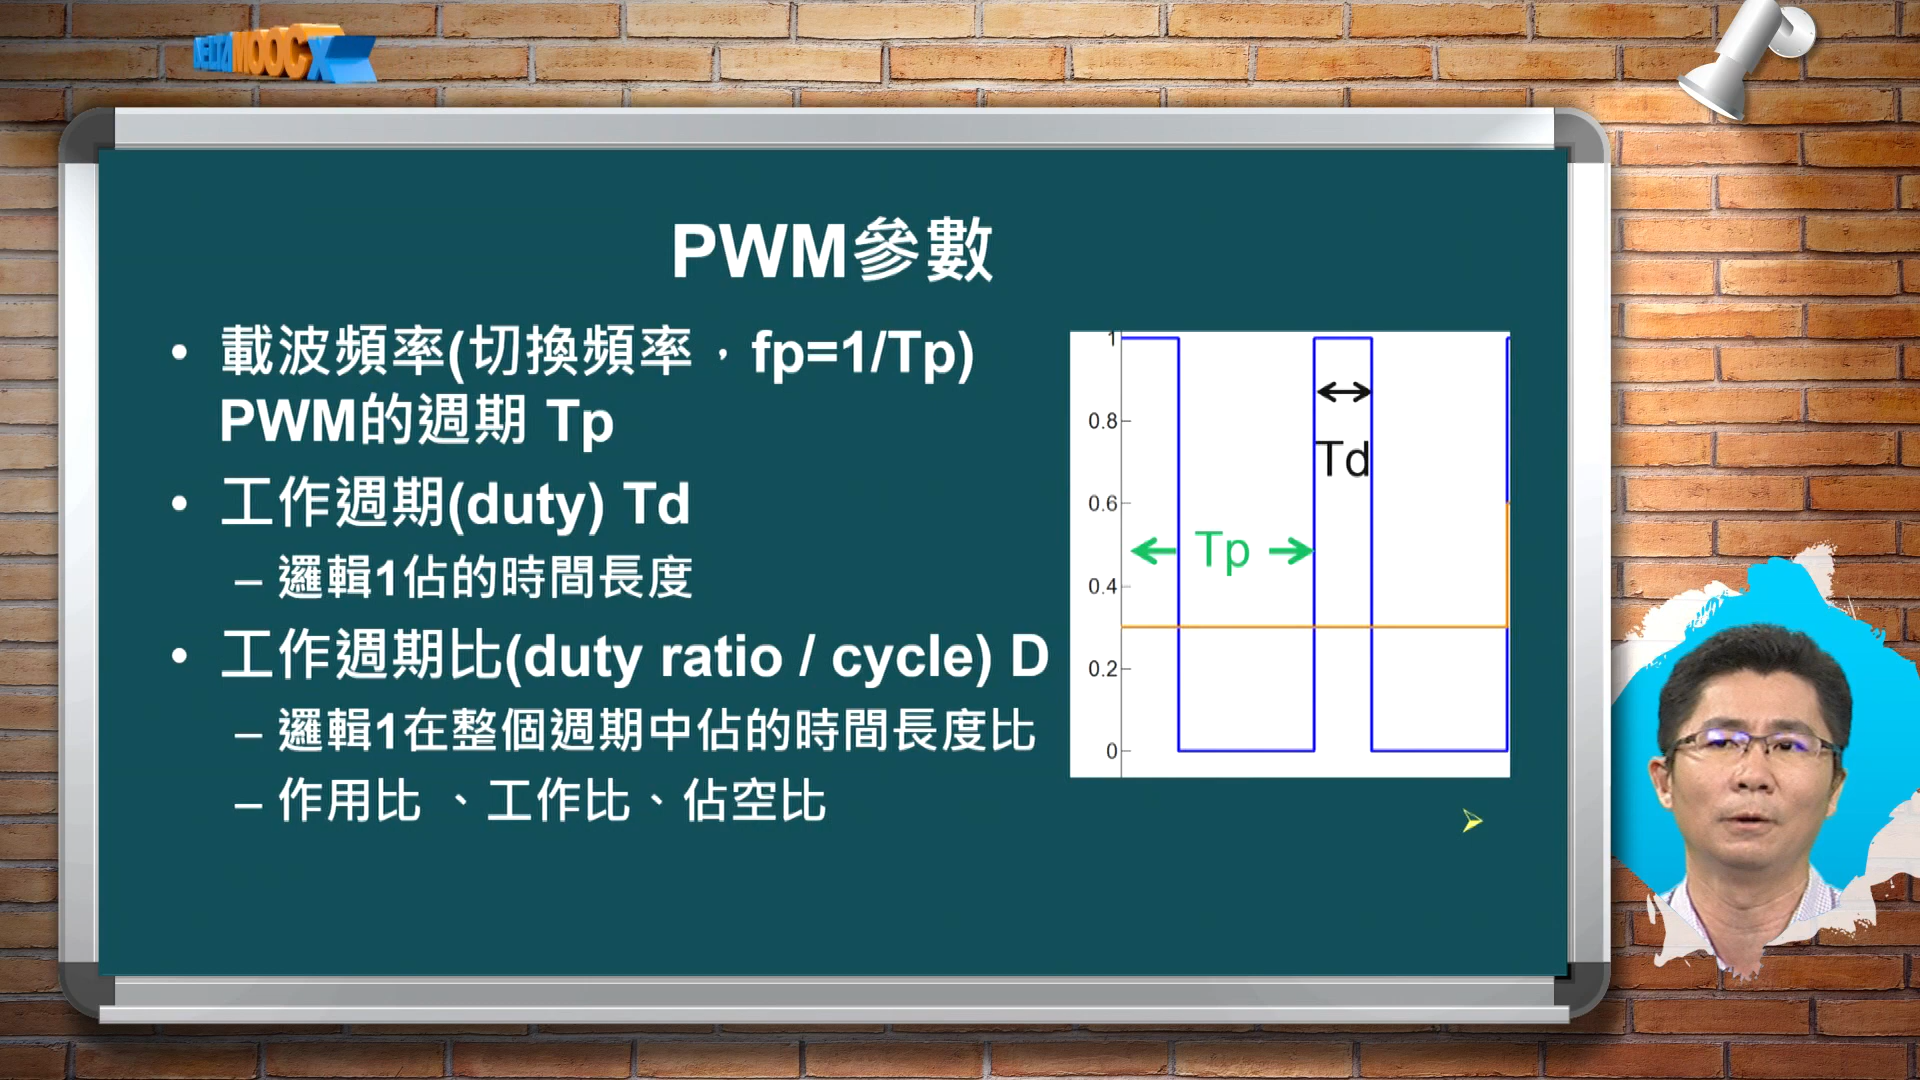 DELTAMOOCX
PWM參數
• 載波頻率(切換頻率，fp=1/Tp)
PWM的週期 Tp
• 工作週期(duty) Td
– 邏輯1佔的時間長度
• 工作週期比(duty ratio / cycle) D
– 邏輯1在整個週期中佔的時間長度比
– 作用比 、工作比、佔空比
1
0.8
0.6
0.4
0.2
0
Td
Tp